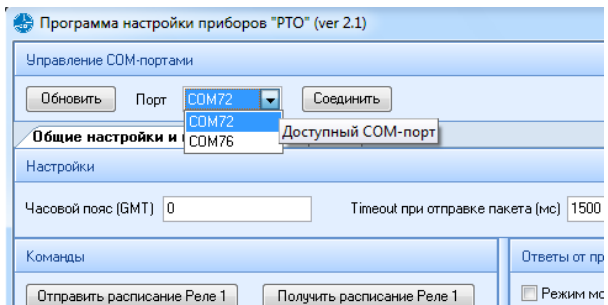 Программа настройки приборов "РТО" (ver 2.1)
Управление COM-портами
Обновить Порт COM72 Соединить
COM72
Доступный COM-порт
COM76
Общие настройки и
Настройки
Часовой пояс (GMT) 0 Timeout при отправке пакета (мс) 1500
Команды Ответы от пр
Отправить расписание Реле 1 Получить расписание Реле 1 Режим мо